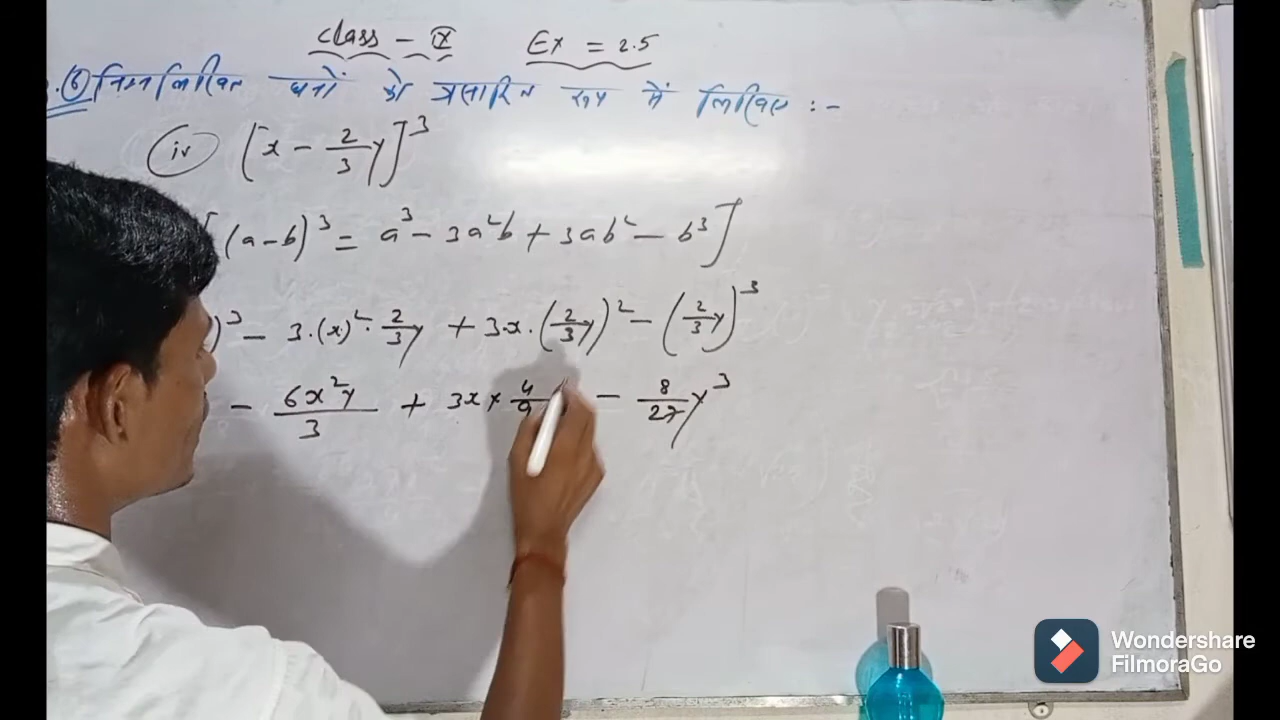 class - IX Ex = 2.5
(6) निम्नलिखित घनों को प्रसारित रूप में लिखिए :-
(iv) [x - 2/3 y]³
[(a-b)³ = a³ - 3a²b + 3ab² - b³]
)³ - 3.(x)². 2/3 y + 3.x.(2/3 y)² - (2/3 y)³
- 6x²y/3 + 3x × 4/9 - 8/27 y³
Wondershare
FilmoraGo